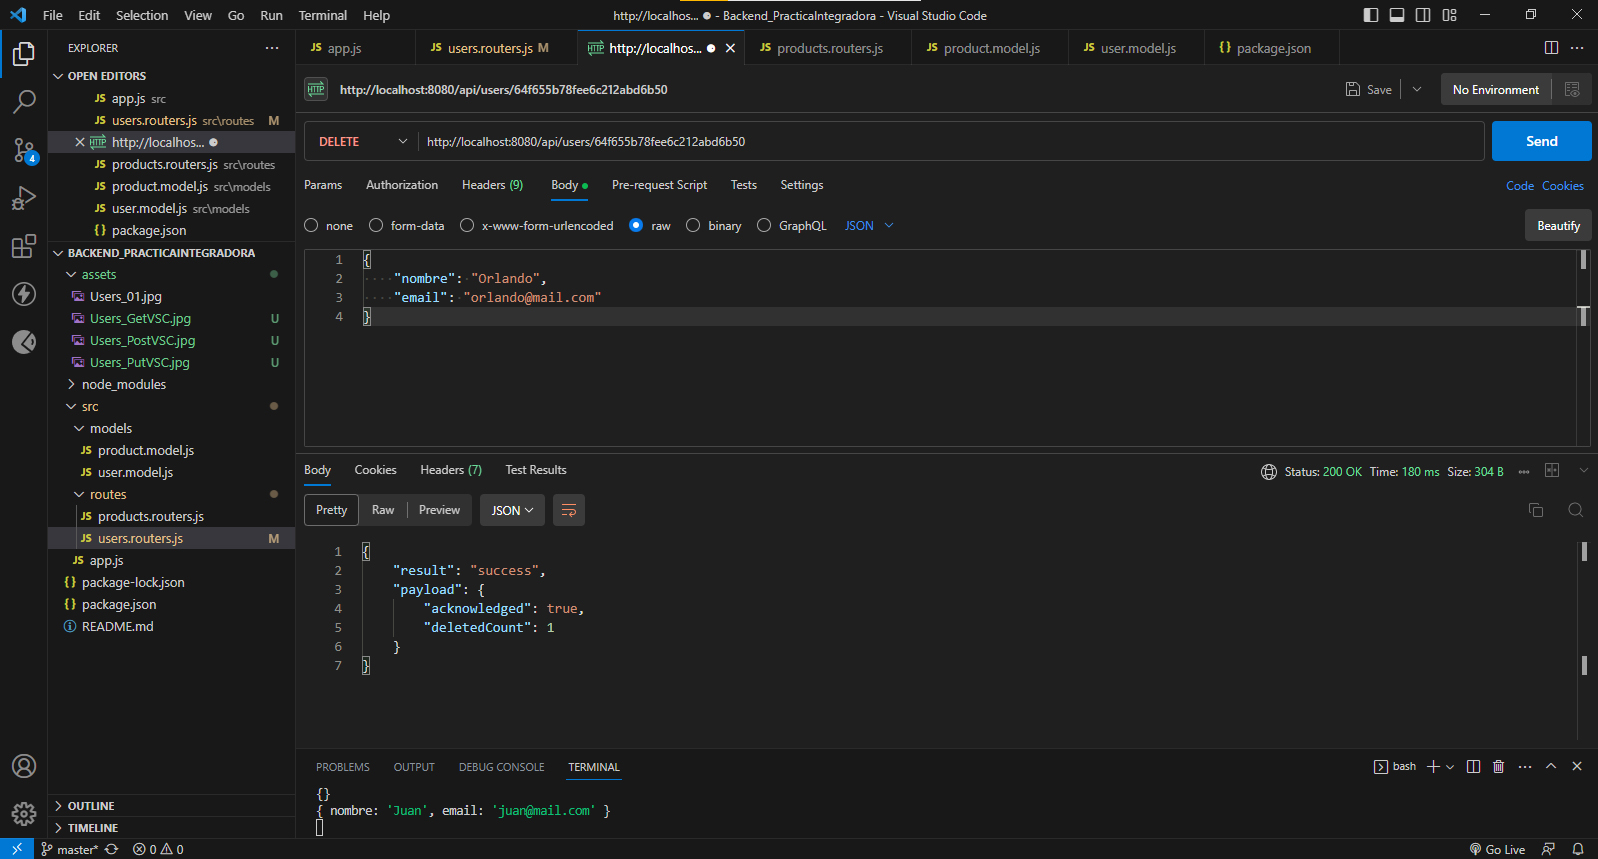 File Edit Selection View Go Run Terminal Help
http://localhos... ● - Backend_PracticaIntegradora - Visual Studio Code
EXPLORER
OPEN EDITORS
JS app.js src
JS users.routers.js src\routes M
HTTP http://localhos...
JS products.routers.js src\routes
JS product.model.js src\models
JS user.model.js src\models
{} package.json
BACKEND_PRACTICAINTEGRADORA
assets
Users_01.jpg
Users_GetVSC.jpg U
Users_PostVSC.jpg U
Users_PutVSC.jpg U
node_modules
src
models
JS product.model.js
JS user.model.js
routes
JS products.routers.js
JS users.routers.js M
JS app.js
{} package-lock.json
{} package.json
README.md
OUTLINE
TIMELINE
4
JS app.js
JS users.routers.js M
HTTP http://localhos...
JS products.routers.js
JS product.model.js
JS user.model.js
{} package.json
HTTP http://localhost:8080/api/users/64f655b78fee6c212abd6b50
Save
No Environment
DELETE http://localhost:8080/api/users/64f655b78fee6c212abd6b50
Send
Params Authorization Headers (9) Body Pre-request Script Tests Settings
Code Cookies
none form-data x-www-form-urlencoded raw binary GraphQL JSON
Beautify
1 {
2 "nombre": "Orlando",
3 "email": "orlando@mail.com"
4 }
Body Cookies Headers (7) Test Results
Status: 200 OK Time: 180 ms Size: 304 B
Pretty Raw Preview JSON
1 {
2 "result": "success",
3 "payload": {
4 "acknowledged": true,
5 "deletedCount": 1
6 }
7 }
PROBLEMS OUTPUT DEBUG CONSOLE TERMINAL
bash
{}
{ nombre: 'Juan', email: 'juan@mail.com' }
master* 0 0
Go Live